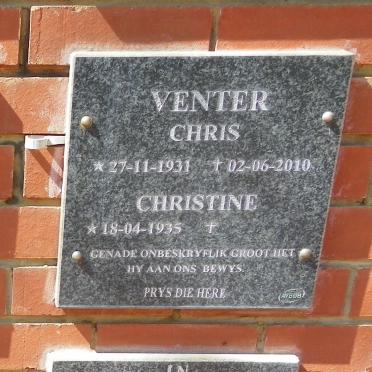 VENTER
CHRIS
* 27-11-1931 † 02-06-2010
CHRISTINE
* 18-04-1935 †
GENADE ONBESKRYFLIK GROOT HET
HY AAN ONS BEWYS.
PRYS DIE HERE